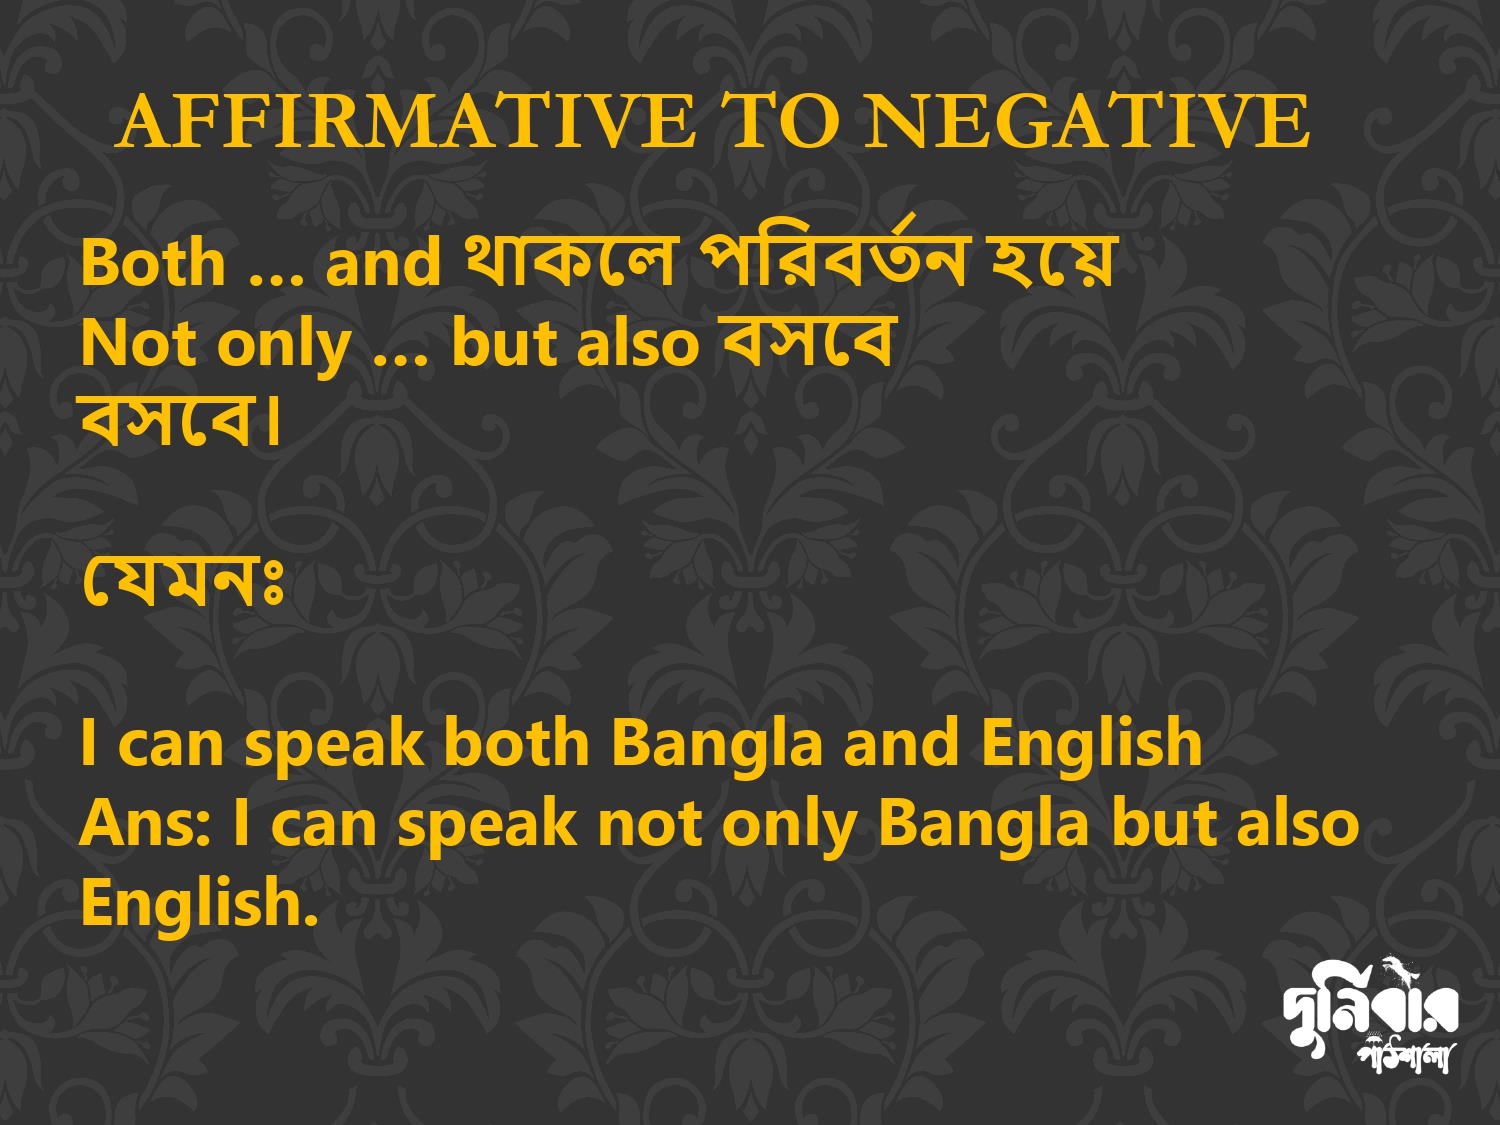 AFFIRMATIVE TO NEGATIVE
Both … and থাকলে পরিবর্তন হয়ে
Not only … but also বসবে
বসবে।
যেমনঃ
I can speak both Bangla and English
Ans: I can speak not only Bangla but also
English.
দুর্নিবার
পাঠশালা